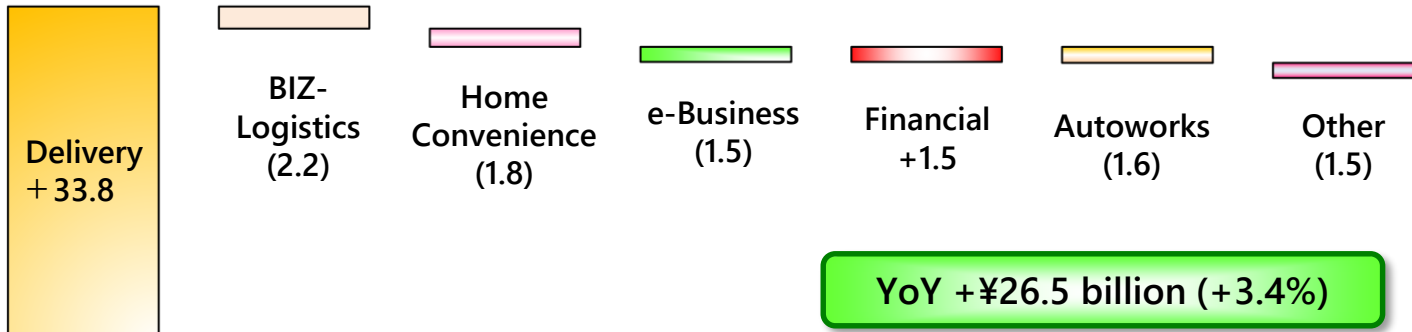 Delivery
＋33.8
BIZ-
Logistics
(2.2)
Home
Convenience
(1.8)
e-Business
(1.5)
Financial
+1.5
Autoworks
(1.6)
Other
(1.5)
YoY +¥26.5 billion (+3.4%)